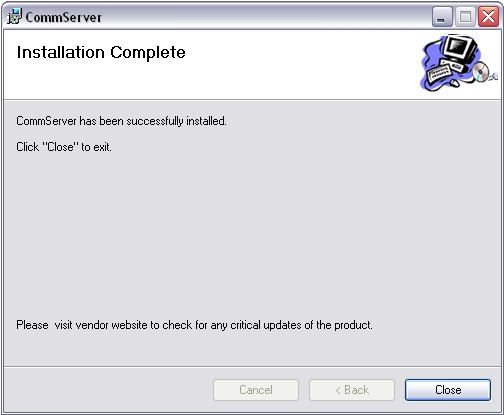 CommServer
Installation Complete
CommServer has been successfully installed.
Click "Close" to exit.
Please  visit vendor website to check for any critical updates of the product.
Cancel
< Back
Close